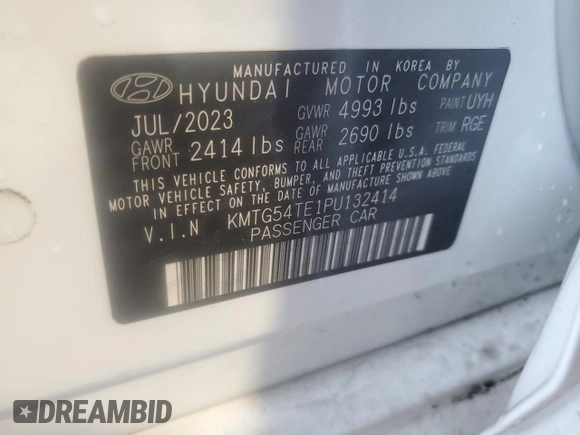 MANUFACTURED IN KOREA BY
HYUNDAI MOTOR COMPANY
JUL/2023 GVWR 4993 lbs PAINT UYH
GAWR FRONT 2414 lbs GAWR REAR 2690 lbs TRIM RGE
THIS VEHICLE CONFORMS TO ALL APPLICABLE U.S.A. FEDERAL
MOTOR VEHICLE SAFETY, BUMPER, AND THEFT PREVENTION STANDARDS
IN EFFECT ON THE DATE OF MANUFACTURE SHOWN ABOVE.
V.I.N KMTG54TE1PU132414
PASSENGER CAR
DREAMBID